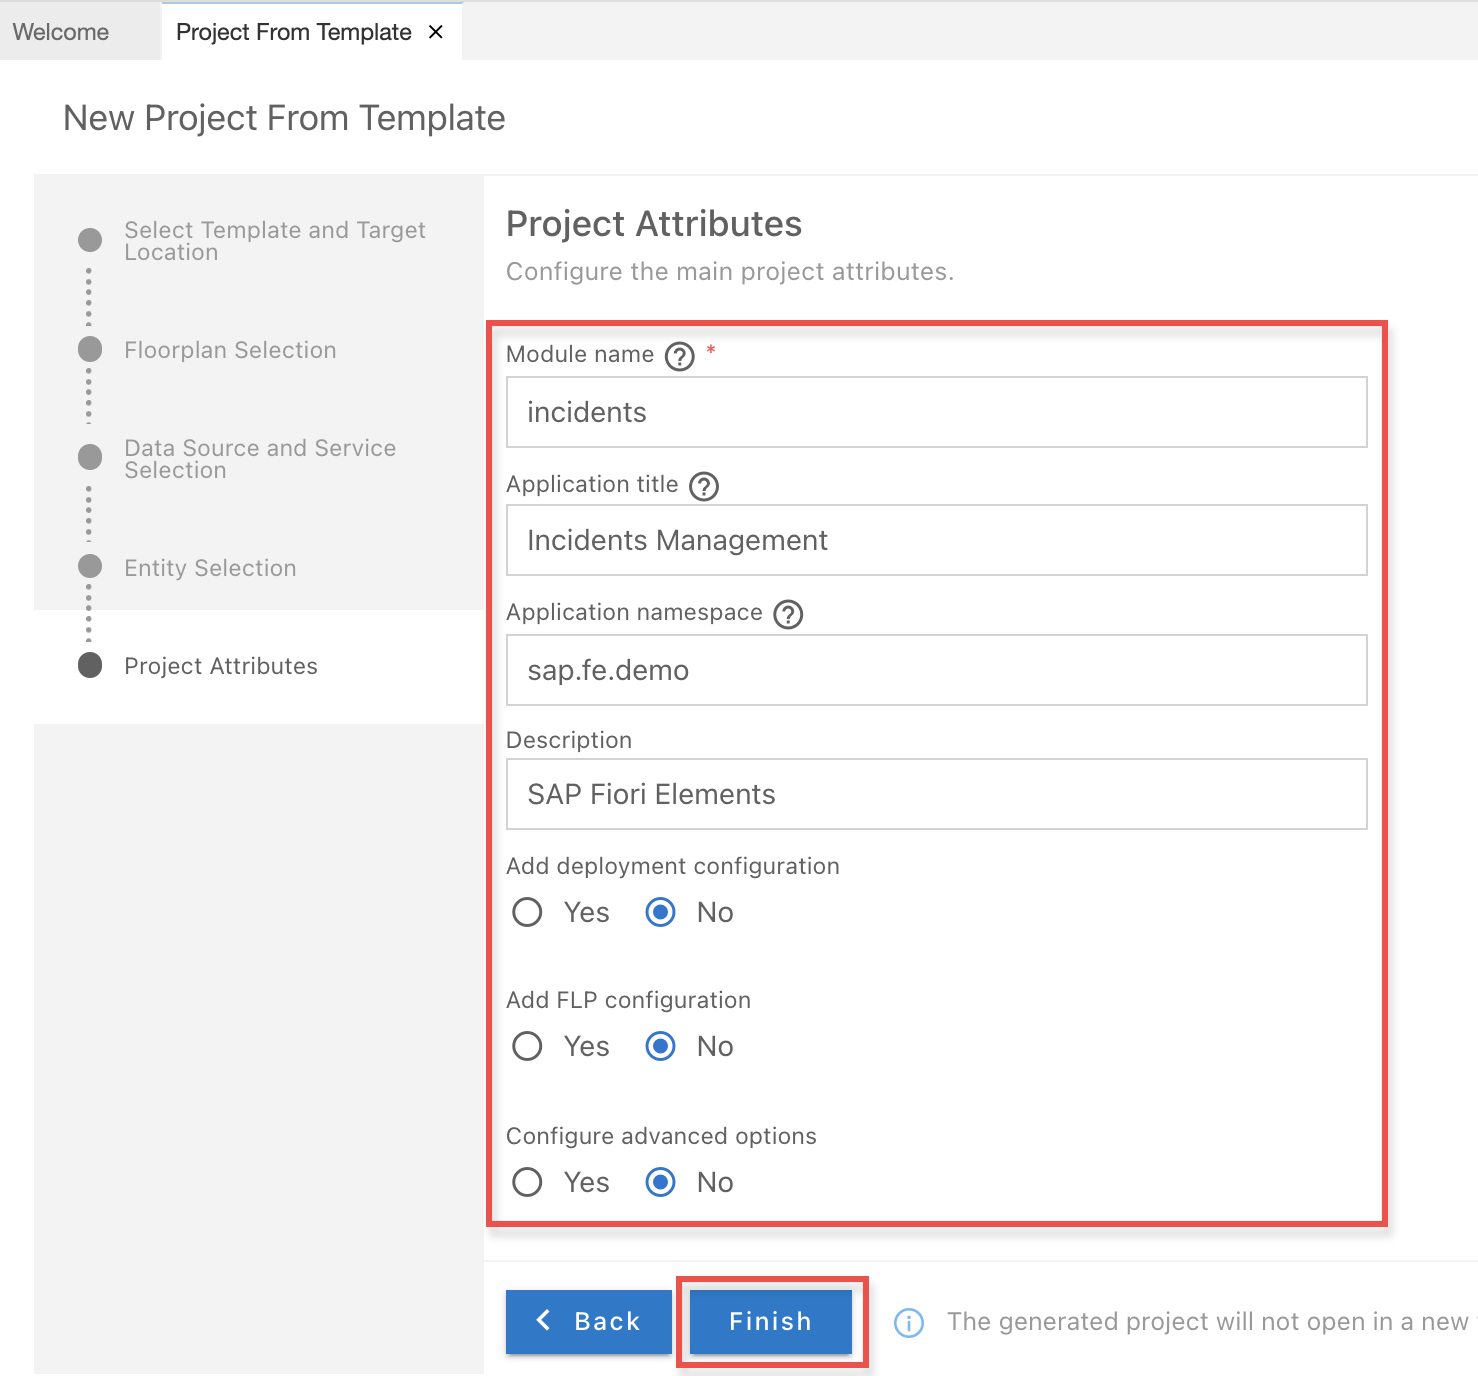 Welcome
Project From Template
New Project From Template
Select Template and Target
Location
Floorplan Selection
Data Source and Service
Selection
Entity Selection
Project Attributes
Project Attributes
Configure the main project attributes.
Module name *
incidents
Application title
Incidents Management
Application namespace
sap.fe.demo
Description
SAP Fiori Elements
Add deployment configuration
Yes No
Add FLP configuration
Yes No
Configure advanced options
Yes No
Back
Finish
The generated project will not open in a new